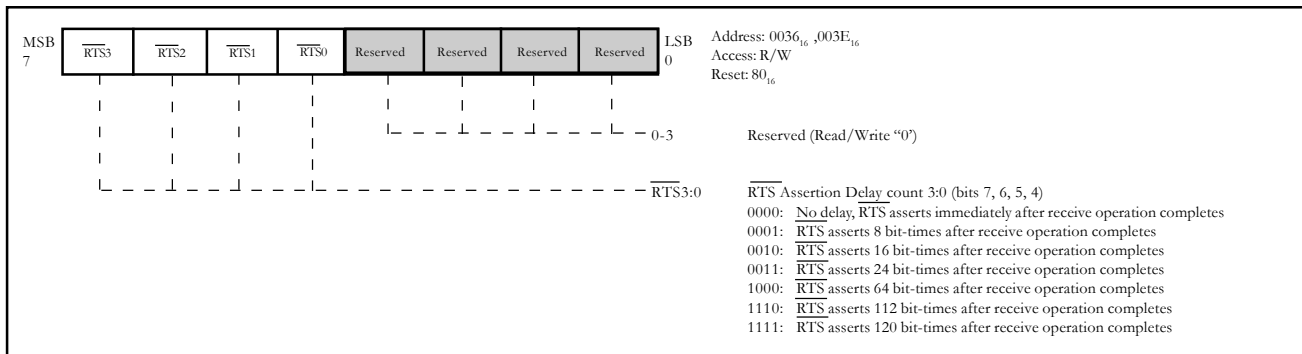 MSB
7
RTS3 RTS2 RTS1 RTS0 Reserved Reserved Reserved Reserved
LSB
0
Address: 0036₁₆ ,003E₁₆
Access: R/W
Reset: 80₁₆
0-3 Reserved (Read/Write “0’)
RTS3:0 RTS Assertion Delay count 3:0 (bits 7, 6, 5, 4)
0000: No delay, RTS asserts immediately after receive operation completes
0001: RTS asserts 8 bit-times after receive operation completes
0010: RTS asserts 16 bit-times after receive operation completes
0011: RTS asserts 24 bit-times after receive operation completes
1000: RTS asserts 64 bit-times after receive operation completes
1110: RTS asserts 112 bit-times after receive operation completes
1111: RTS asserts 120 bit-times after receive operation completes